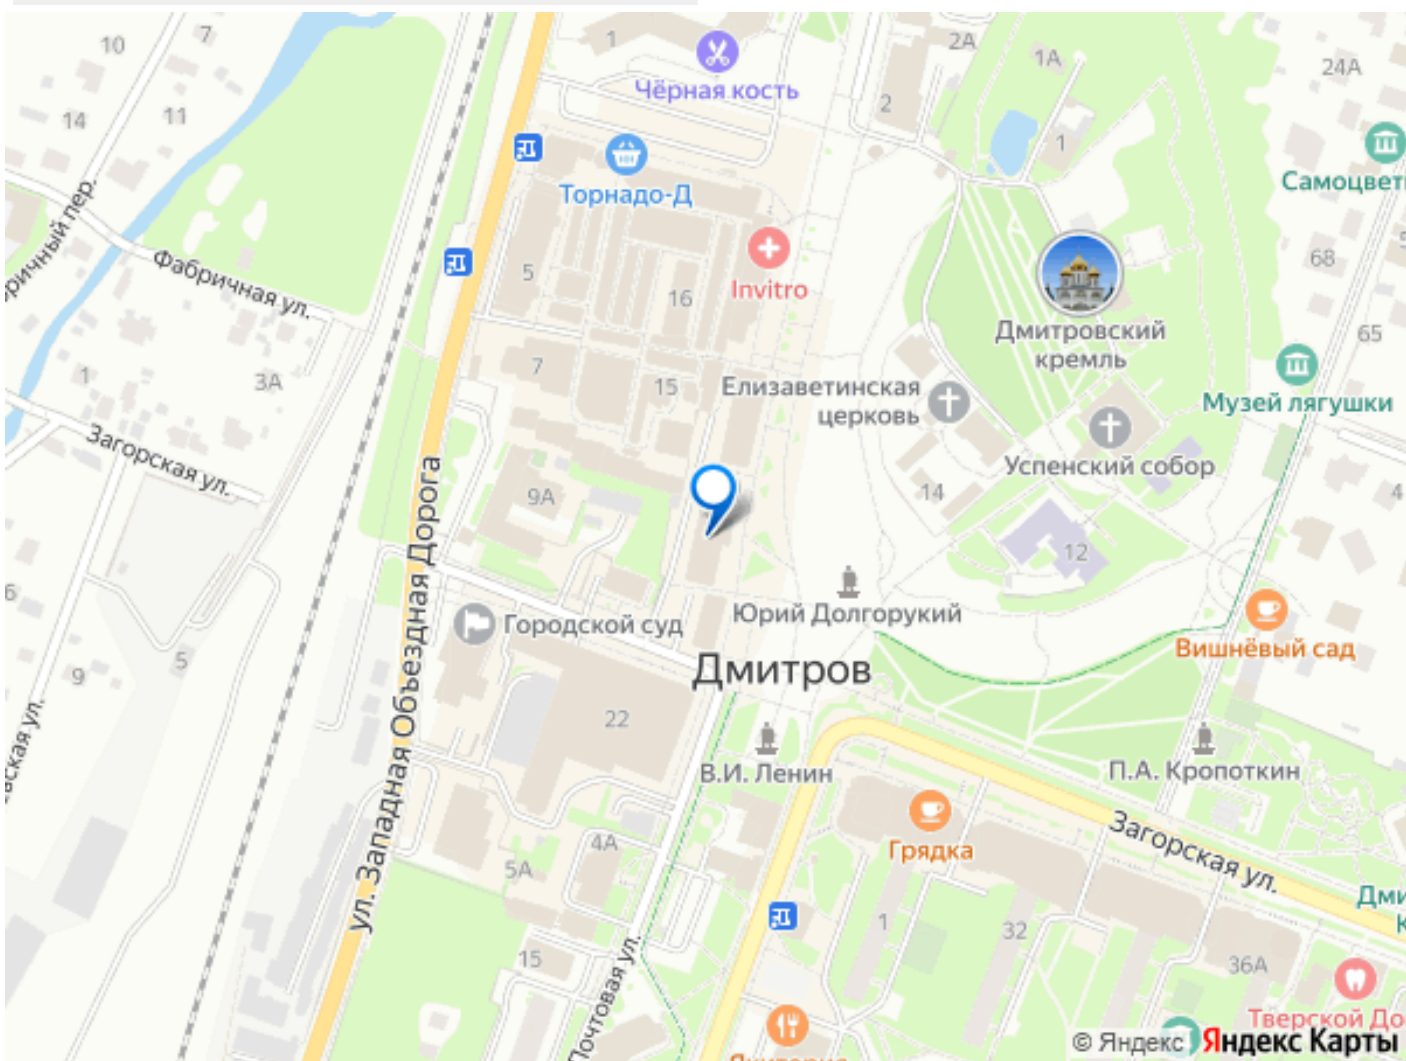 10
7
1
2А
1А
24А
Чёрная кость
14
11
2
1
Торнадо-Д
Самоцвет
5
16
Invitro
68
Фабричная ул.
Дмитровский
кремль
65
1
3А
7
15
Елизаветинская
церковь
Музей лягушки
Загорская ул.
Успенский собор
9А
14
4
12
ул. Западная Объездная Дорога
Юрий Долгорукий
Городской суд
Вишнёвый сад
Дмитров
9
5
22
В.И. Ленин
П.А. Кропоткин
Грядка
Загорская ул.
4А
5А
1
32
15
36А
Почтовая ул.
Тверской До
© Яндекс Яндекс Карты